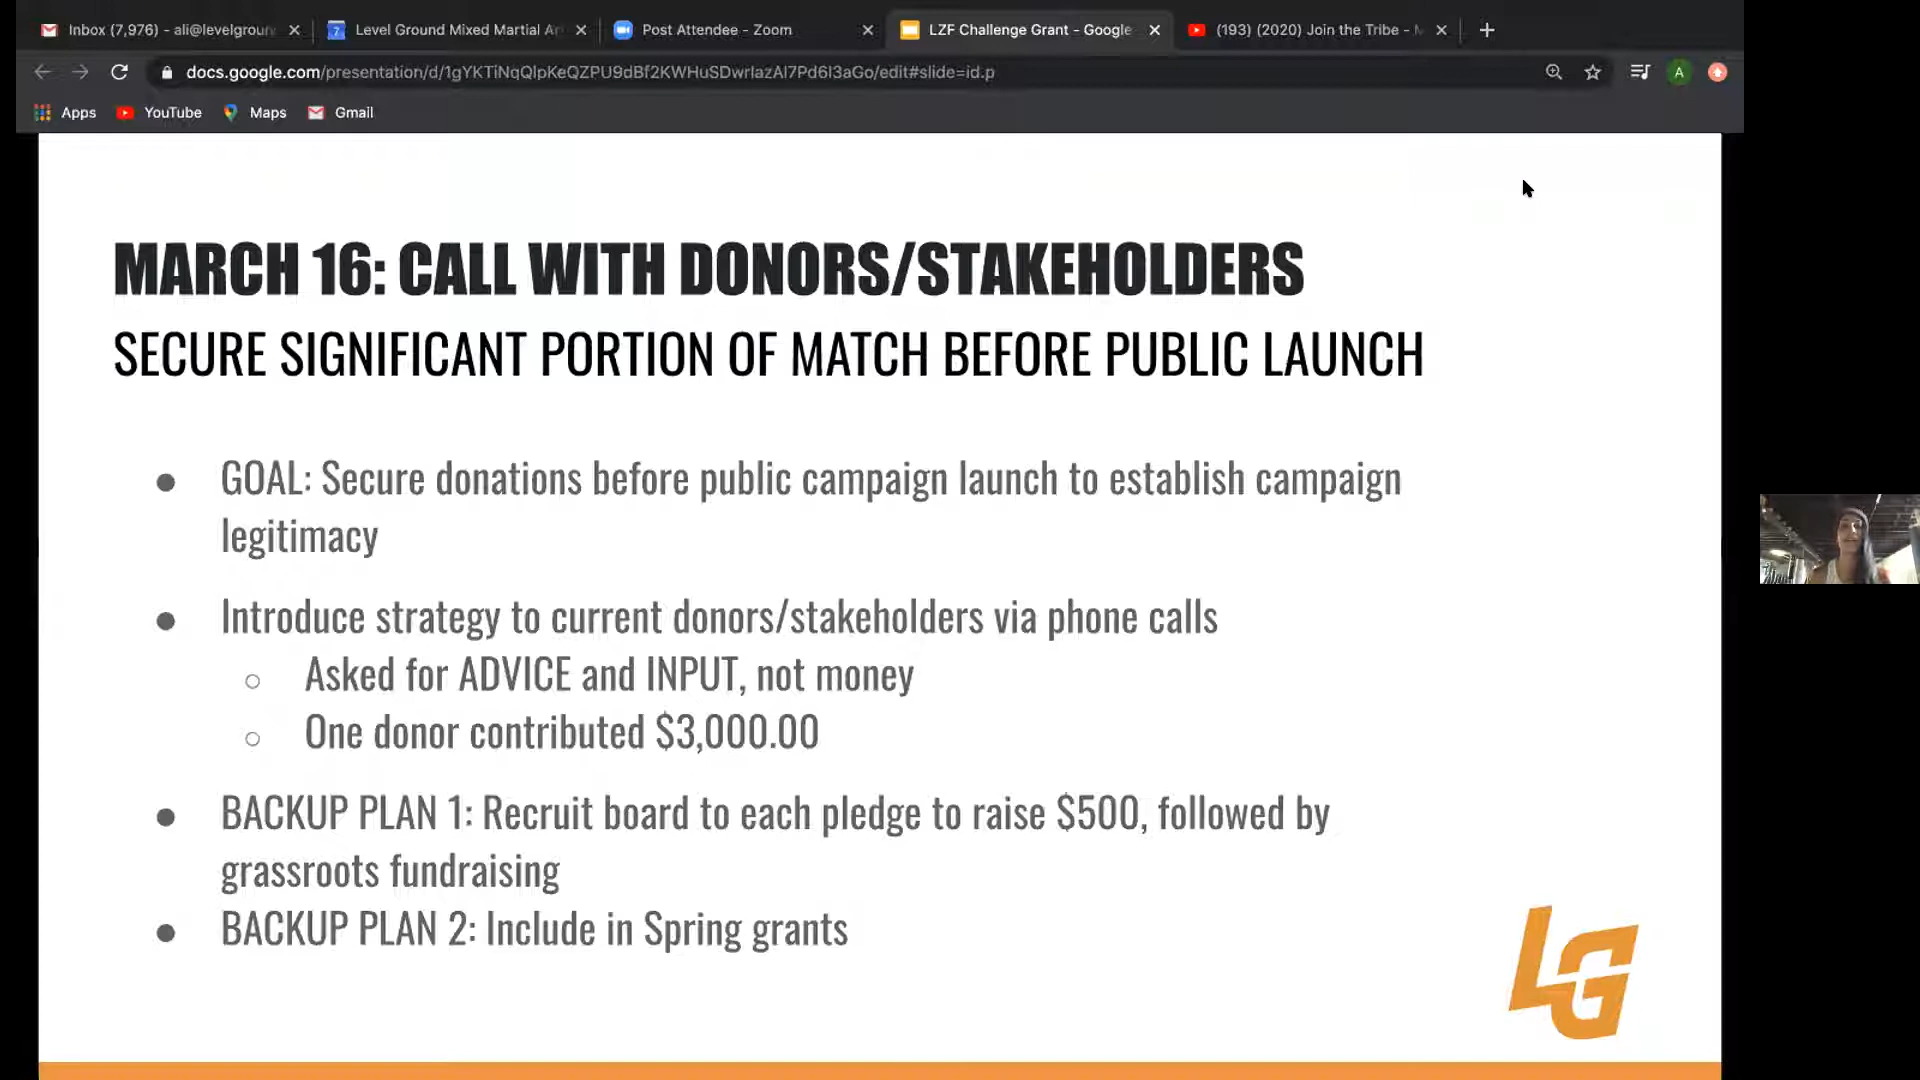 Inbox (7,976) - ali@levelgroun
Level Ground Mixed Martial Ar
Post Attendee - Zoom
LZF Challenge Grant - Google
(193) (2020) Join the Tribe - M
docs.google.com/presentation/d/1gYKTiNqQlpKeQZPU9dBf2KWHuSDwrlazAl7Pd6l3aGo/edit#slide=id.p
A
Apps
YouTube
Maps
Gmail
MARCH 16: CALL WITH DONORS/STAKEHOLDERS
SECURE SIGNIFICANT PORTION OF MATCH BEFORE PUBLIC LAUNCH
● GOAL: Secure donations before public campaign launch to establish campaign
legitimacy
● Introduce strategy to current donors/stakeholders via phone calls
○ Asked for ADVICE and INPUT, not money
○ One donor contributed $3,000.00
● BACKUP PLAN 1: Recruit board to each pledge to raise $500, followed by
grassroots fundraising
● BACKUP PLAN 2: Include in Spring grants
LG